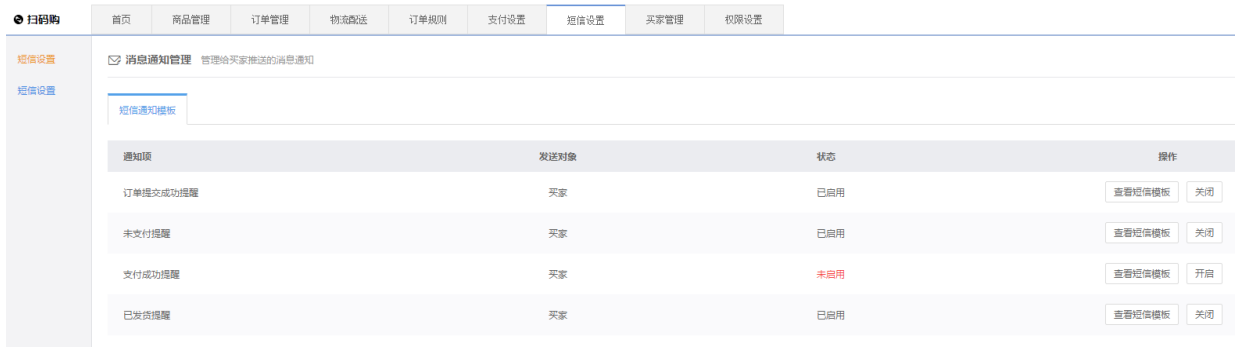 扫码购 首页 商品管理 订单管理 物流配送 订单规则 支付设置 短信设置 买家管理 权限设置
短信设置
短信设置
消息通知管理 管理给买家推送的消息通知
短信通知模板
通知项 发送对象 状态 操作
订单提交成功提醒 买家 已启用 查看短信模板 关闭
未支付提醒 买家 已启用 查看短信模板 关闭
支付成功提醒 买家 未启用 查看短信模板 开启
已发货提醒 买家 已启用 查看短信模板 关闭